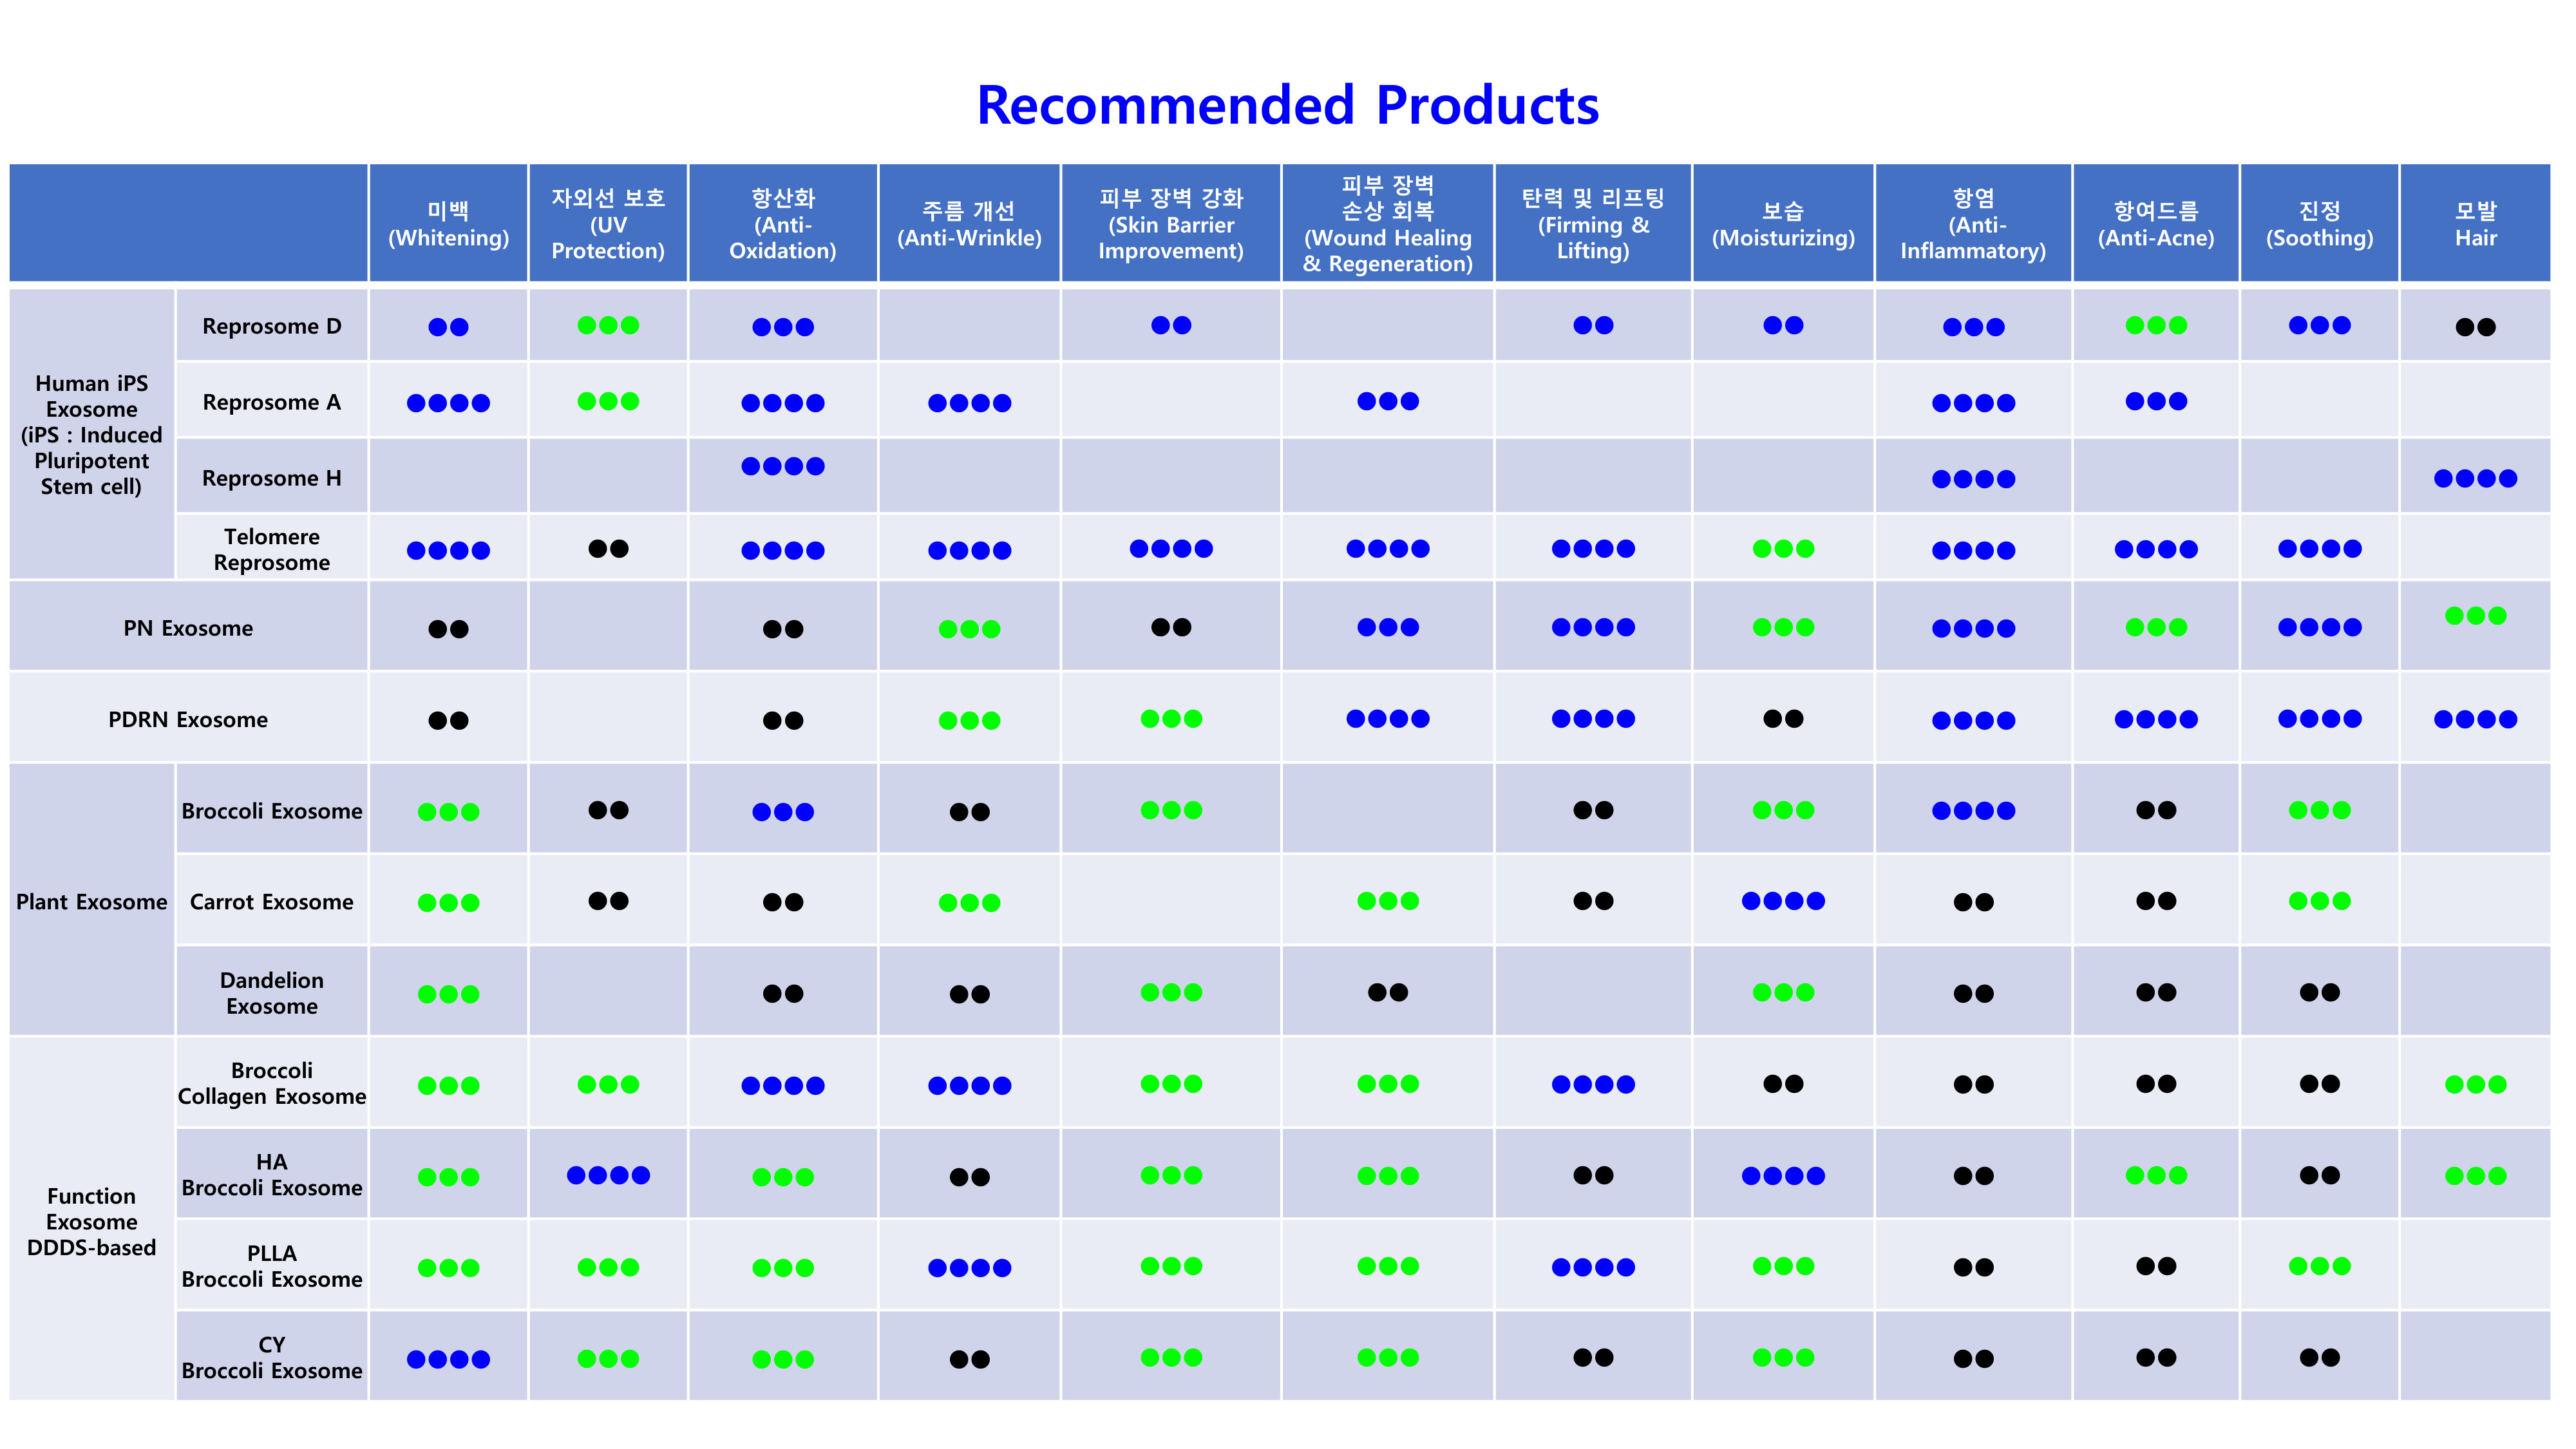 Recommended Products
미백
(Whitening)
자외선 보호
(UV
Protection)
항산화
(Anti-
Oxidation)
주름 개선
(Anti-Wrinkle)
피부 장벽 강화
(Skin Barrier
Improvement)
피부 장벽
손상 회복
(Wound Healing
& Regeneration)
탄력 및 리프팅
(Firming &
Lifting)
보습
(Moisturizing)
항염
(Anti-
Inflammatory)
항여드름
(Anti-Acne)
진정
(Soothing)
모발
Hair
Human iPS
Exosome
(iPS : Induced
Pluripotent
Stem cell)
Reprosome D
Reprosome A
Reprosome H
Telomere
Reprosome
PN Exosome
PDRN Exosome
Plant Exosome
Broccoli Exosome
Carrot Exosome
Dandelion
Exosome
Function
Exosome
DDDS-based
Broccoli
Collagen Exosome
HA
Broccoli Exosome
PLLA
Broccoli Exosome
CY
Broccoli Exosome